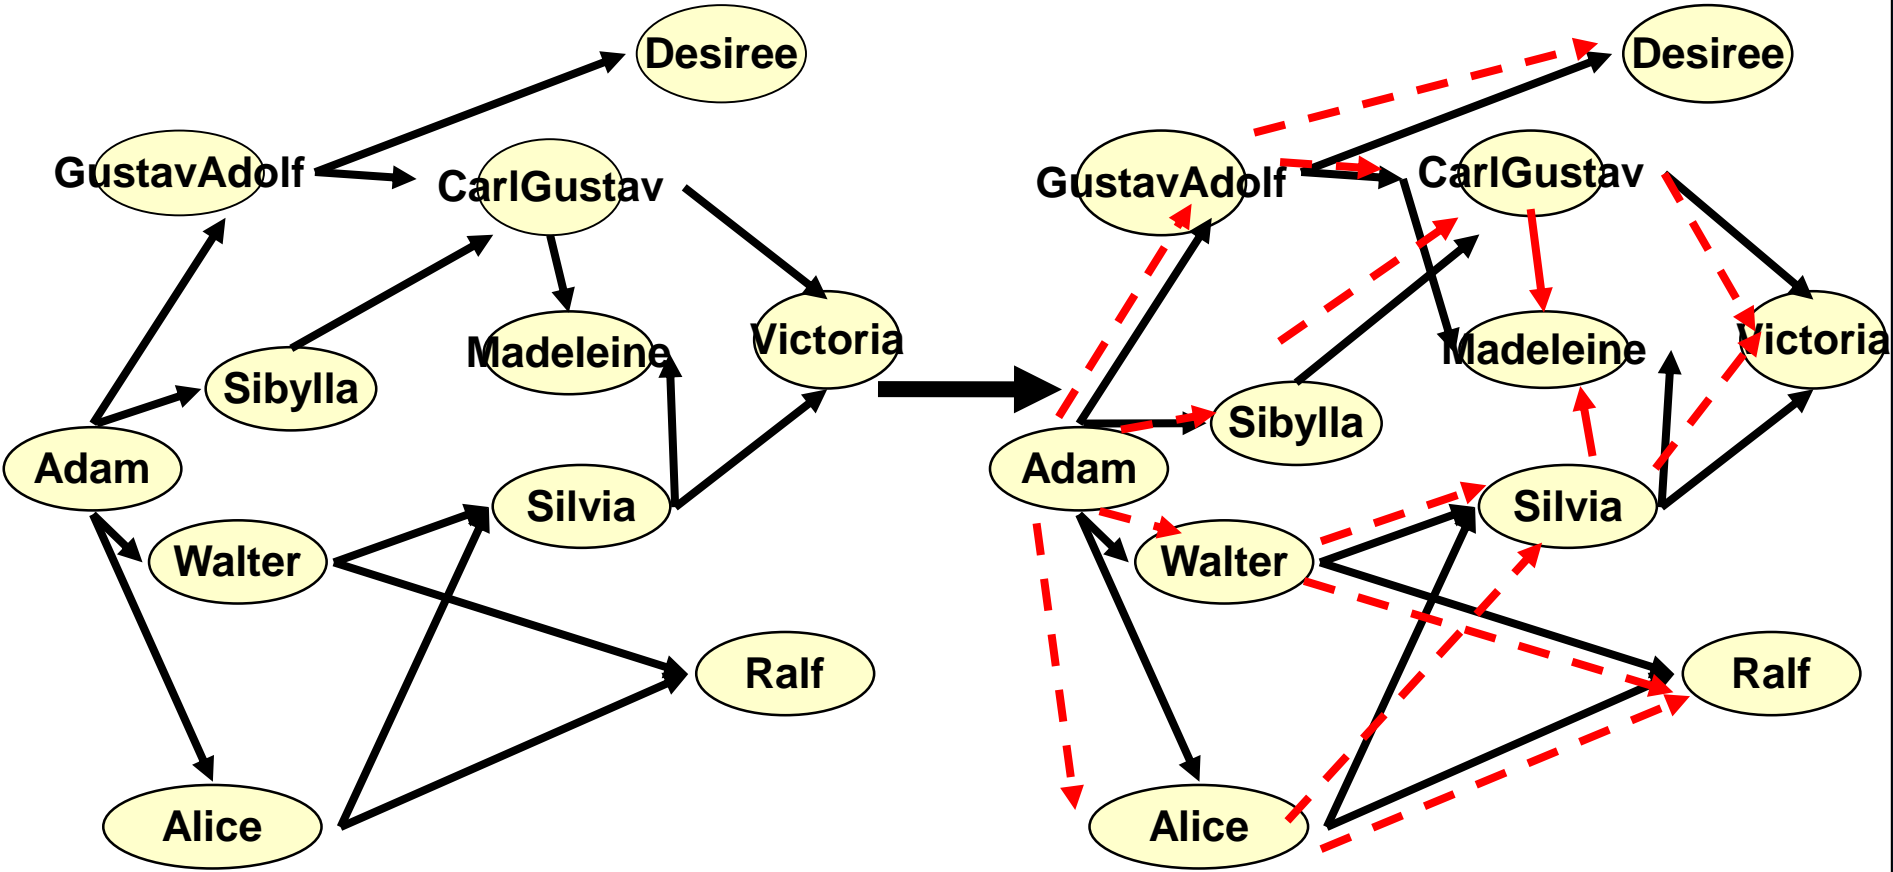 Desiree
GustavAdolf
CarlGustav
Madeleine
Victoria
Sibylla
Adam
Silvia
Walter
Ralf
Alice
Desiree
GustavAdolf
CarlGustav
Madeleine
Victoria
Sibylla
Adam
Silvia
Walter
Ralf
Alice